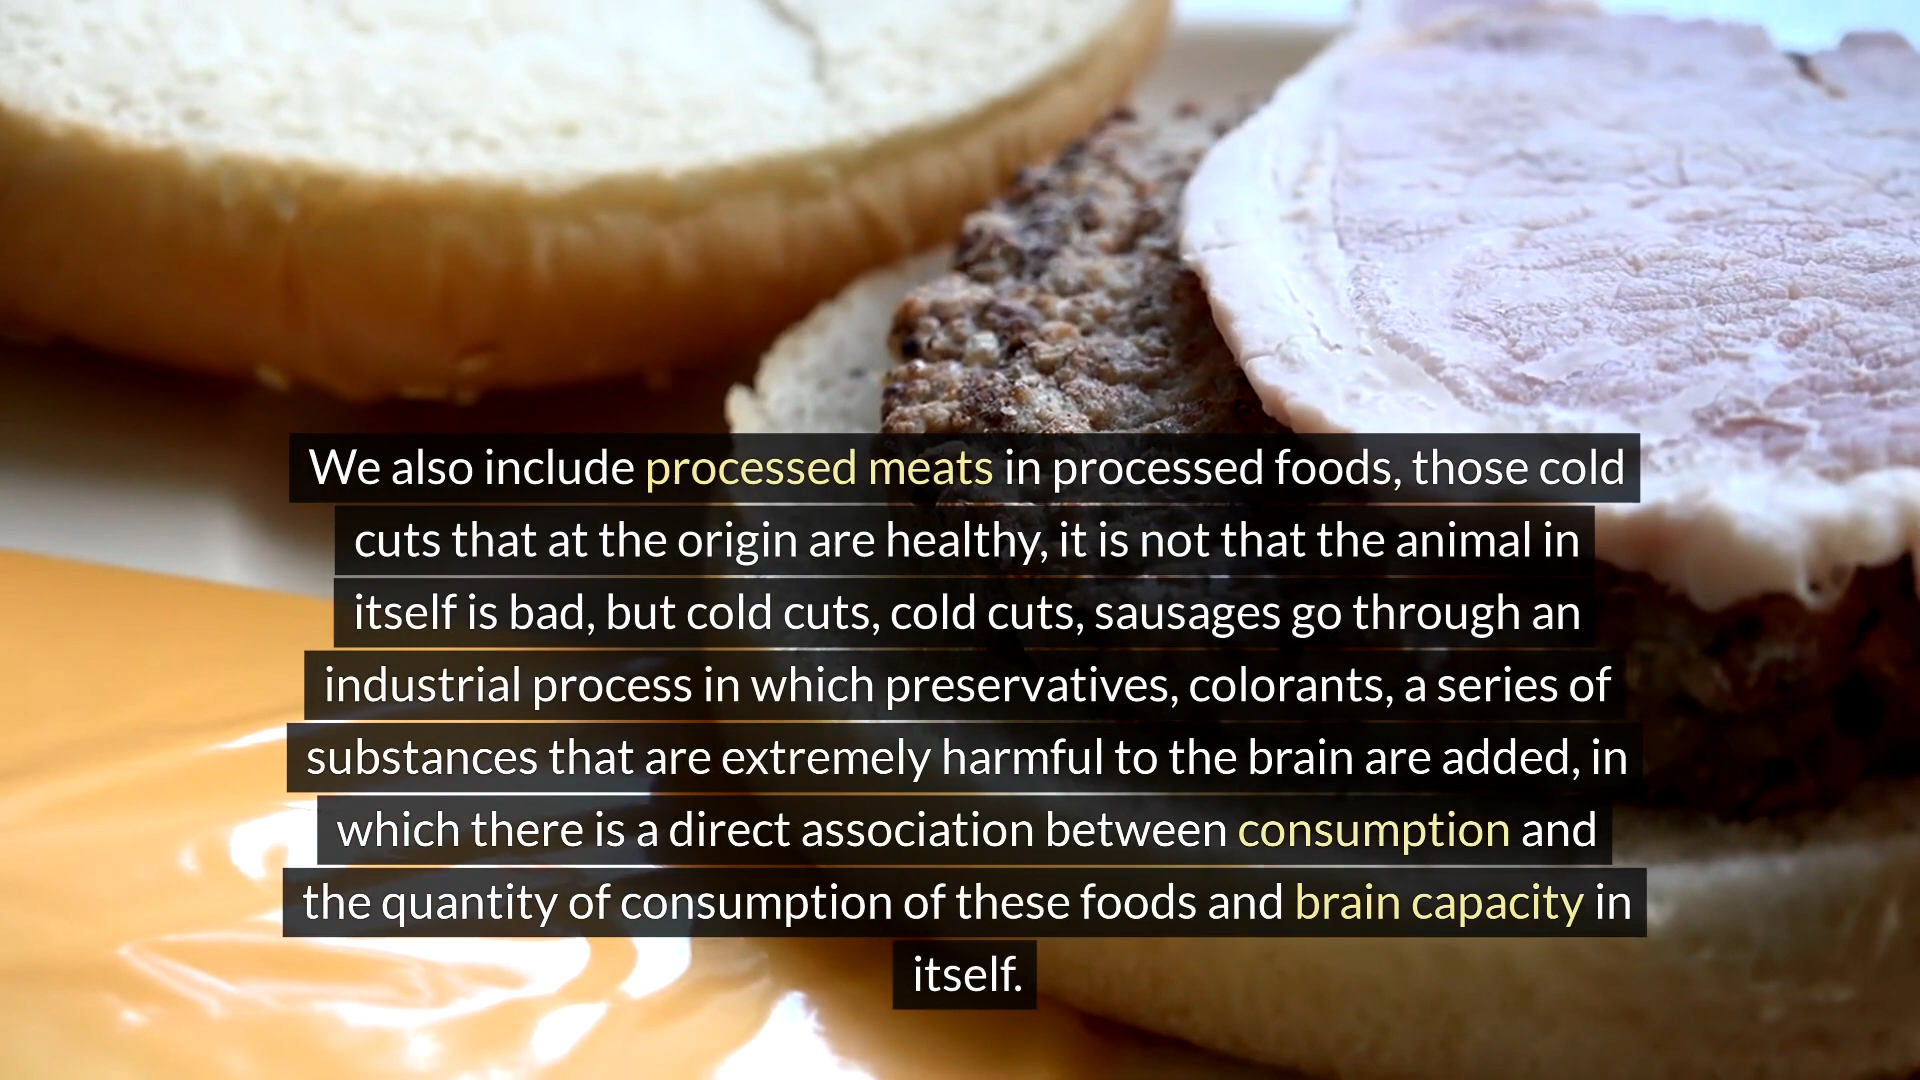 We also include processed meats in processed foods, those cold
cuts that at the origin are healthy, it is not that the animal in
itself is bad, but cold cuts, cold cuts, sausages go through an
industrial process in which preservatives, colorants, a series of
substances that are extremely harmful to the brain are added, in
which there is a direct association between consumption and
the quantity of consumption of these foods and brain capacity in
itself.